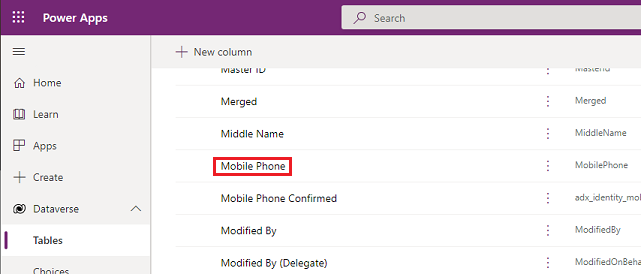 Power Apps
Search
New column
Home
Learn
Apps
Create
Dataverse
Tables
Choices
Master ID MasterId
Merged Merged
Middle Name MiddleName
Mobile Phone MobilePhone
Mobile Phone Confirmed adx_identity_mo
Modified By ModifiedBy
Modified By (Delegate) ModifiedOnBeha